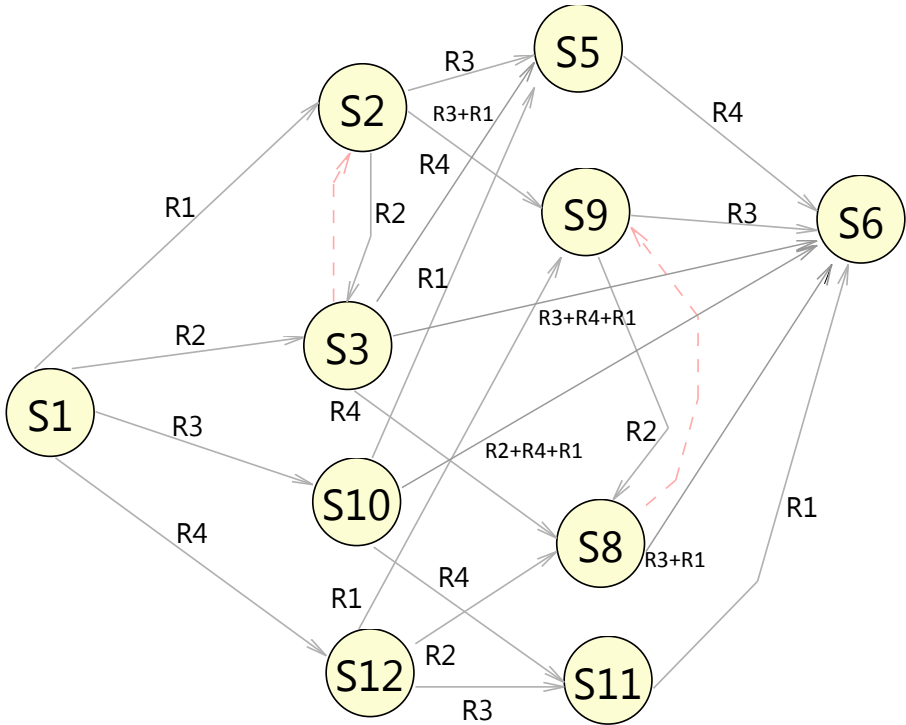 S5
R3
S2
R3+R1
R4
R4
S9
R1
R2
R3
S6
R1
R3+R4+R1
R2
S3
R4
S1
R3
R2
R2+R4+R1
S10
R4
S8
R3+R1
R1
R4
R1
R2
S12
S11
R3